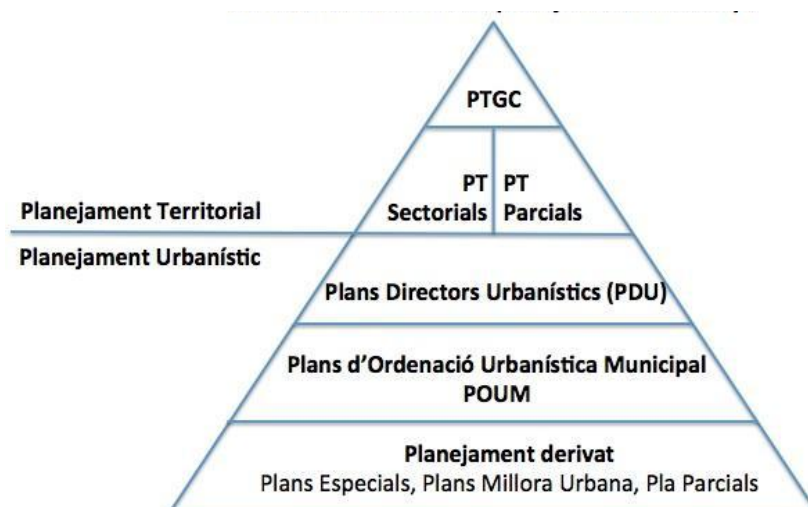 PTGC
PT
Sectorials
PT
Parcials
Planejament Territorial
Planejament Urbanístic
Plans Directors Urbanístics (PDU)
Plans d'Ordenació Urbanística Municipal
POUM
Planejament derivat
Plans Especials, Plans Millora Urbana, Pla Parcials